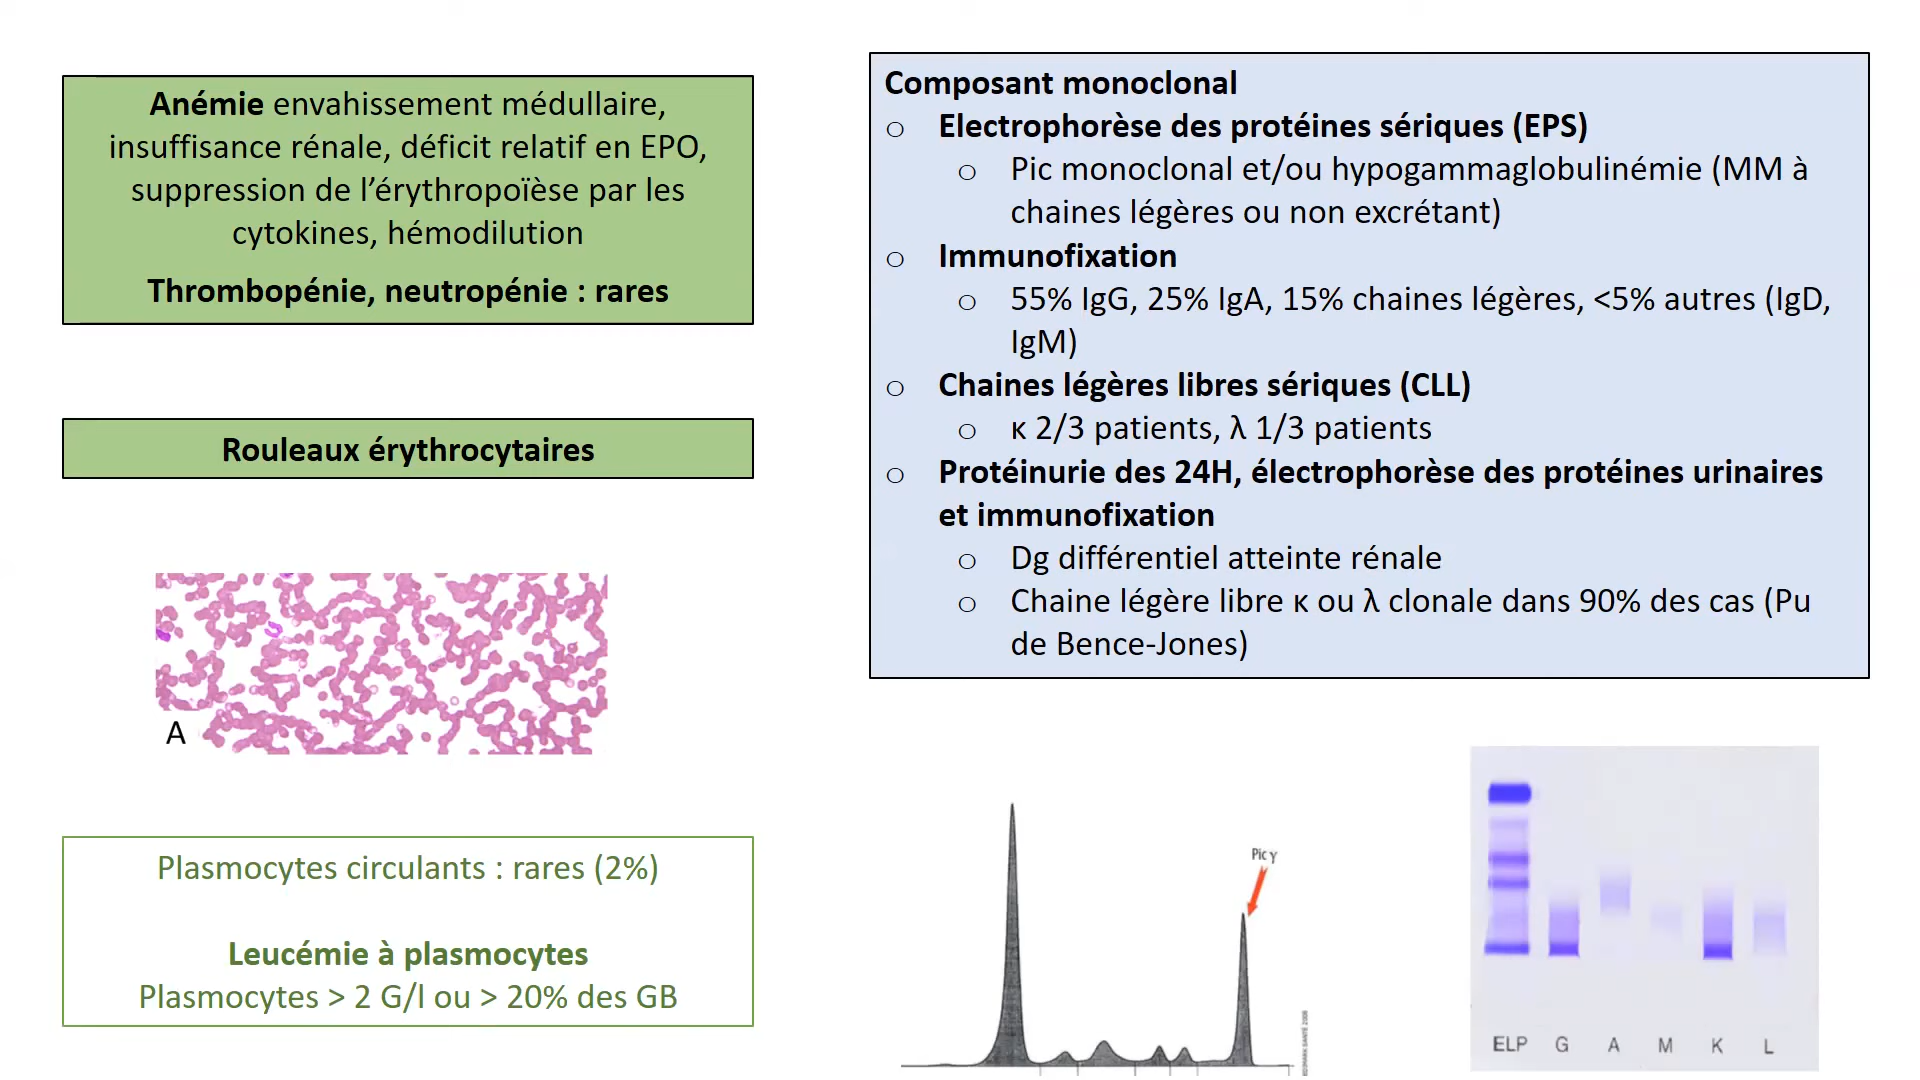 Anémie envahissement médullaire,
insuffisance rénale, déficit relatif en EPO,
suppression de l’érythropoïèse par les
cytokines, hémodilution
Thrombopénie, neutropénie : rares
Rouleaux érythrocytaires
A
Plasmocytes circulants : rares (2%)
Leucémie à plasmocytes
Plasmocytes > 2 G/l ou > 20% des GB
Composant monoclonal
o Electrophorèse des protéines sériques (EPS)
o Pic monoclonal et/ou hypogammaglobulinémie (MM à
chaines légères ou non excrétant)
o Immunofixation
o 55% IgG, 25% IgA, 15% chaines légères, <5% autres (IgD,
IgM)
o Chaines légères libres sériques (CLL)
o κ 2/3 patients, λ 1/3 patients
o Protéinurie des 24H, électrophorèse des protéines urinaires
et immunofixation
o Dg différentiel atteinte rénale
o Chaine légère libre κ ou λ clonale dans 90% des cas (Pu
de Bence-Jones)
Pic γ
ELP G A M K L